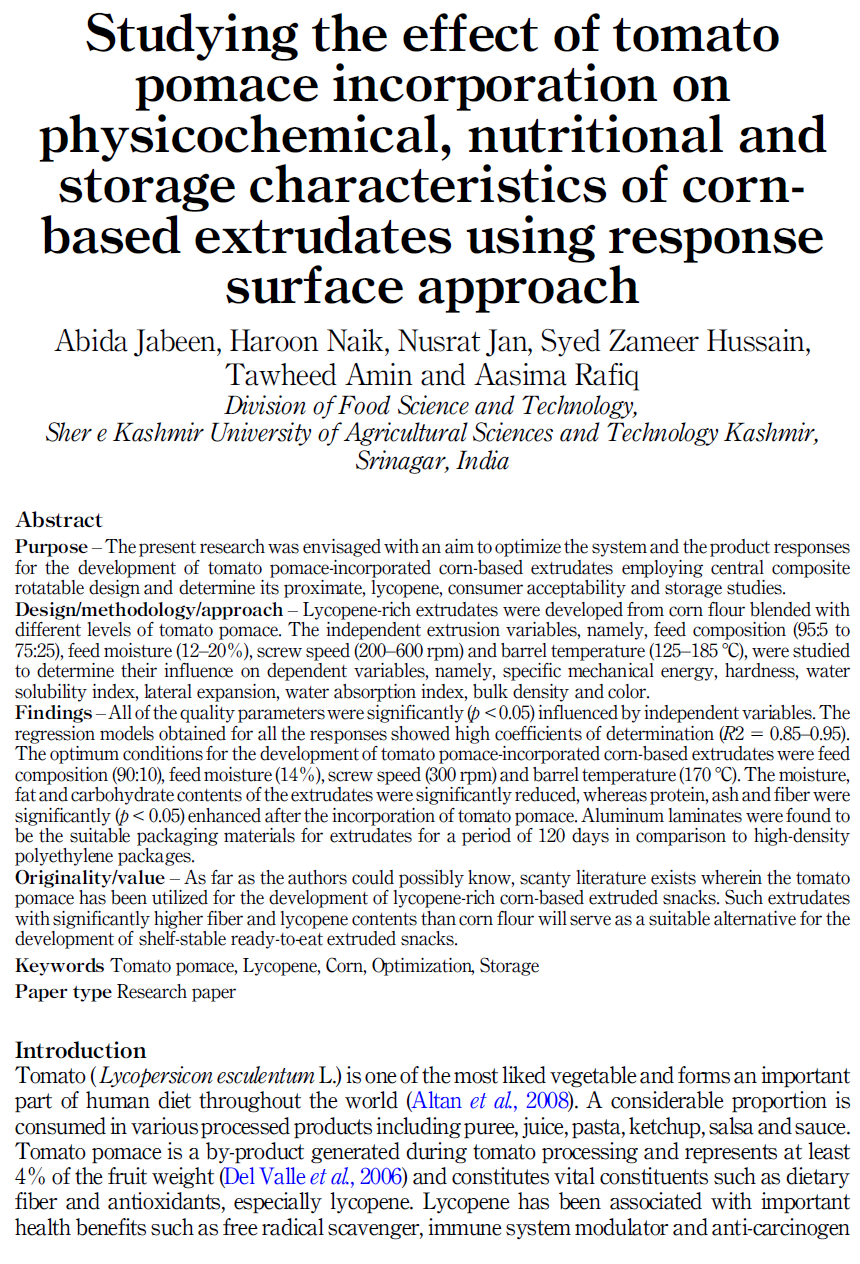 Studying the effect of tomato
pomace incorporation on
physicochemical, nutritional and
storage characteristics of corn-
based extrudates using response
surface approach
Abida Jabeen, Haroon Naik, Nusrat Jan, Syed Zameer Hussain,
Tawheed Amin and Aasima Rafiq
Division of Food Science and Technology,
Sher e Kashmir University of Agricultural Sciences and Technology Kashmir,
Srinagar, India
Abstract
Purpose – The present research was envisaged with an aim to optimize the system and the product responses
for the development of tomato pomace-incorporated corn-based extrudates employing central composite
rotatable design and determine its proximate, lycopene, consumer acceptability and storage studies.
Design/methodology/approach – Lycopene-rich extrudates were developed from corn flour blended with
different levels of tomato pomace. The independent extrusion variables, namely, feed composition (95:5 to
75:25), feed moisture (12–20%), screw speed (200–600 rpm) and barrel temperature (125–185 °C), were studied
to determine their influence on dependent variables, namely, specific mechanical energy, hardness, water
solubility index, lateral expansion, water absorption index, bulk density and color.
Findings – All of the quality parameters were significantly (p < 0.05) influenced by independent variables. The
regression models obtained for all the responses showed high coefficients of determination (R2 = 0.85–0.95).
The optimum conditions for the development of tomato pomace-incorporated corn-based extrudates were feed
composition (90:10), feed moisture (14%), screw speed (300 rpm) and barrel temperature (170 °C). The moisture,
fat and carbohydrate contents of the extrudates were significantly reduced, whereas protein, ash and fiber were
significantly (p < 0.05) enhanced after the incorporation of tomato pomace. Aluminum laminates were found to
be the suitable packaging materials for extrudates for a period of 120 days in comparison to high-density
polyethylene packages.
Originality/value – As far as the authors could possibly know, scanty literature exists wherein the tomato
pomace has been utilized for the development of lycopene-rich corn-based extruded snacks. Such extrudates
with significantly higher fiber and lycopene contents than corn flour will serve as a suitable alternative for the
development of shelf-stable ready-to-eat extruded snacks.
Keywords Tomato pomace, Lycopene, Corn, Optimization, Storage
Paper type Research paper
Introduction
Tomato (Lycopersicon esculentum L.) is one of the most liked vegetable and forms an important
part of human diet throughout the world (Altan et al., 2008). A considerable proportion is
consumed in various processed products including puree, juice, pasta, ketchup, salsa and sauce.
Tomato pomace is a by-product generated during tomato processing and represents at least
4% of the fruit weight (Del Valle et al., 2006) and constitutes vital constituents such as dietary
fiber and antioxidants, especially lycopene. Lycopene has been associated with important
health benefits such as free radical scavenger, immune system modulator and anti-carcinogen